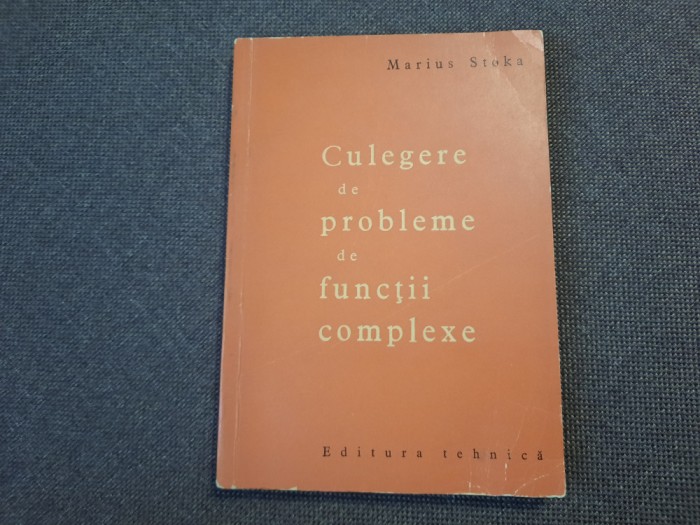 Marius Stoka
Culegere
de
probleme
de
funcţii
complexe
Editura tehnică